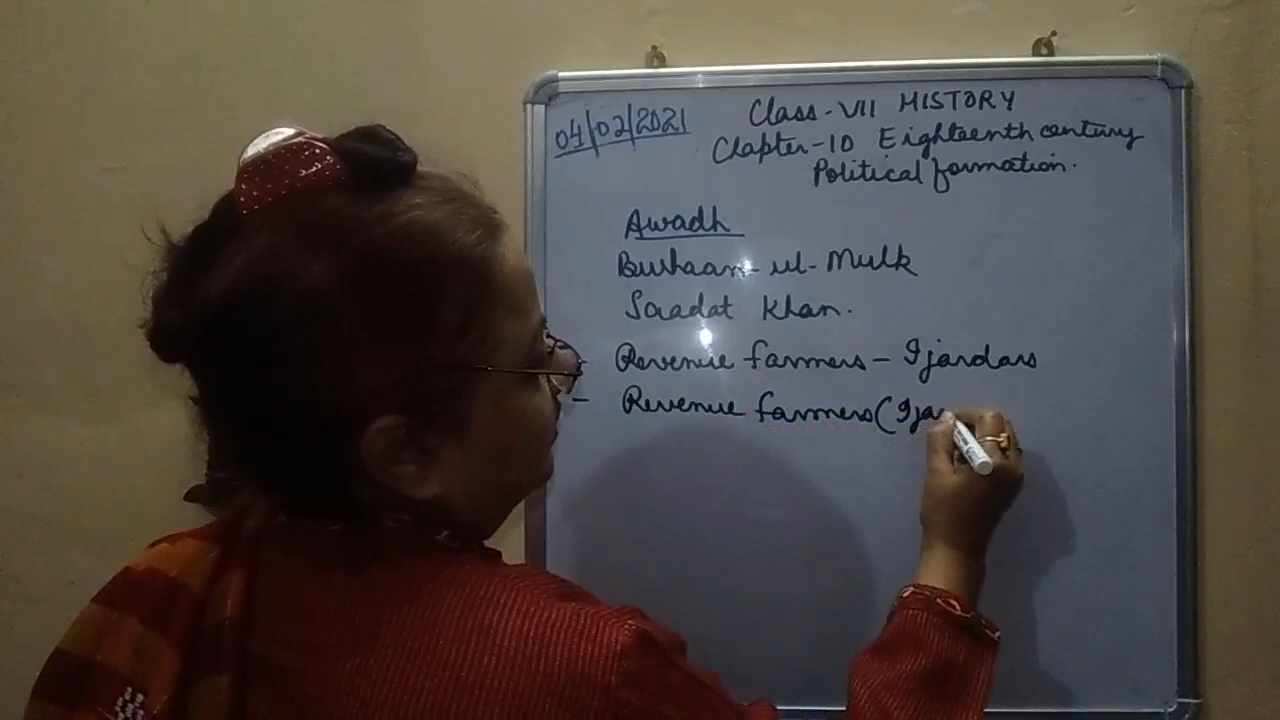 04/02/2021
Class-VII HISTORY
Chapter-10 Eighteenth century
Political formation.
Awadh
Burhaan-ul-Mulk
Saadat Khan.
- Revenue farmers - Ijardars
- Revenue farmers (Ija